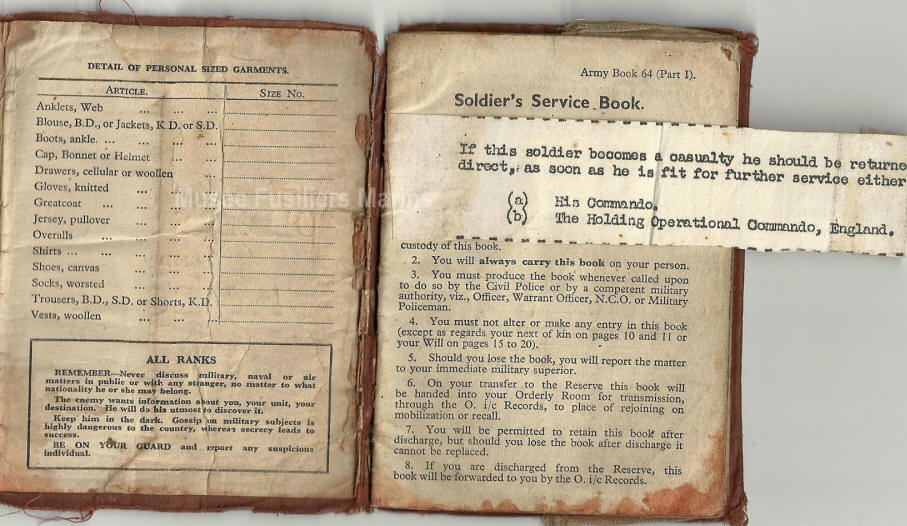 DETAIL OF PERSONAL SIZED GARMENTS.
ARTICLE. SIZE NO.
Anklets, Web ... ... ...
Blouse, B.D., or Jackets, K.D. or S.D.
Boots, ankle. ... ... ...
Cap, Bonnet or Helmet ...
Drawers, cellular or woollen ...
Gloves, knitted ... ... ...
Greatcoat ... ... ...
Jersey, pullover ... ...
Overalls ... ... ...
Shirts ... ... ... ...
Shoes, canvas ... ... ...
Socks, worsted ... ... ...
Trousers, B.D., S.D. or Shorts, K.D.
Vests, woollen ... ... ...
ALL RANKS
REMEMBER—Never discuss military, naval or air
matters in public or with any stranger, no matter to what
nationality he or she may belong.
The enemy wants information about you, your unit, your
destination. He will do his utmost to discover it.
Keep him in the dark. Gossip on military subjects is
highly dangerous to the country, whereas secrecy leads to
success.
BE ON YOUR GUARD and report any suspicious
individual.
Army Book 64 (Part I).
Soldier's Service Book.
If this soldier becomes a casualty he should be returne
direct, as soon as he is fit for further service either
(a) His Commando,
(b) The Holding Operational Commando, England.
custody of this book.
2. You will always carry this book on your person.
3. You must produce the book whenever called upon
to do so by the Civil Police or by a competent military
authority, viz., Officer, Warrant Officer, N.C.O. or Military
Policeman.
4. You must not alter or make any entry in this book
(except as regards your next of kin on pages 10 and 11 or
your Will on pages 15 to 20).
5. Should you lose the book, you will report the matter
to your immediate military superior.
6. On your transfer to the Reserve this book will
be handed into your Orderly Room for transmission,
through the O. i/c Records, to place of rejoining on
mobilization or recall.
7. You will be permitted to retain this book after
discharge, but should you lose the book after discharge it
cannot be replaced.
8. If you are discharged from the Reserve, this
book will be forwarded to you by the O. i/c Records.